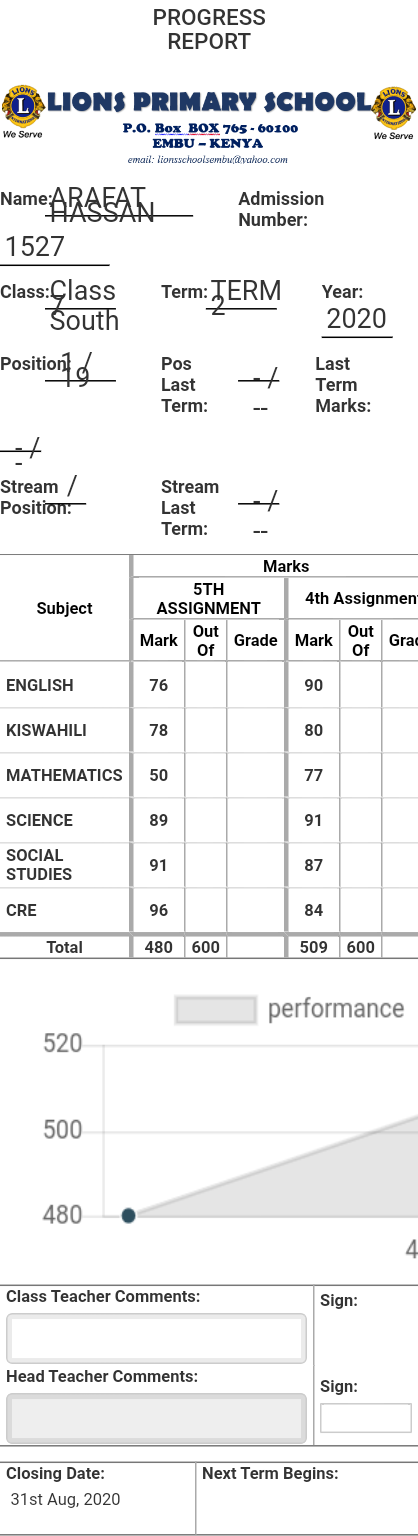 PROGRESS
REPORT
LIONS PRIMARY SCHOOL
We Serve
We Serve
P.O. Box BOX 765 - 60100
EMBU – KENYA
email: lionsschoolsembu@yahoo.com
Name: ARAFAT HASSAN Admission Number:
1527
Class: Class 7 South Term: TERM 2 Year: 2020
Position: 1 / 19 Pos Last Term: - / -- Last Term Marks:
- / -
Stream Position: / Stream Last Term: - / --
Marks
Subject 5TH ASSIGNMENT 4th Assignment
Mark Out Of Grade Mark Out Of Grad
ENGLISH 76 90
KISWAHILI 78 80
MATHEMATICS 50 77
SCIENCE 89 91
SOCIAL STUDIES 91 87
CRE 96 84
Total 480 600 509 600
performance
520
500
480
4
Class Teacher Comments: Sign:
Head Teacher Comments: Sign:
Closing Date: Next Term Begins:
31st Aug, 2020